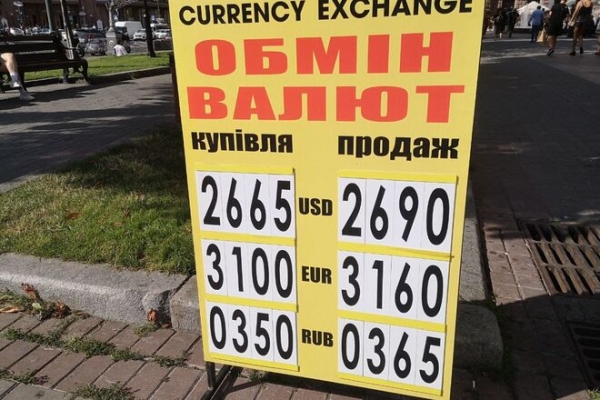 CURRENCY EXCHANGE
ОБМІН
ВАЛЮТ
купівля продаж
2665 USD 2690
3100 EUR 3160
0350 RUB 0365